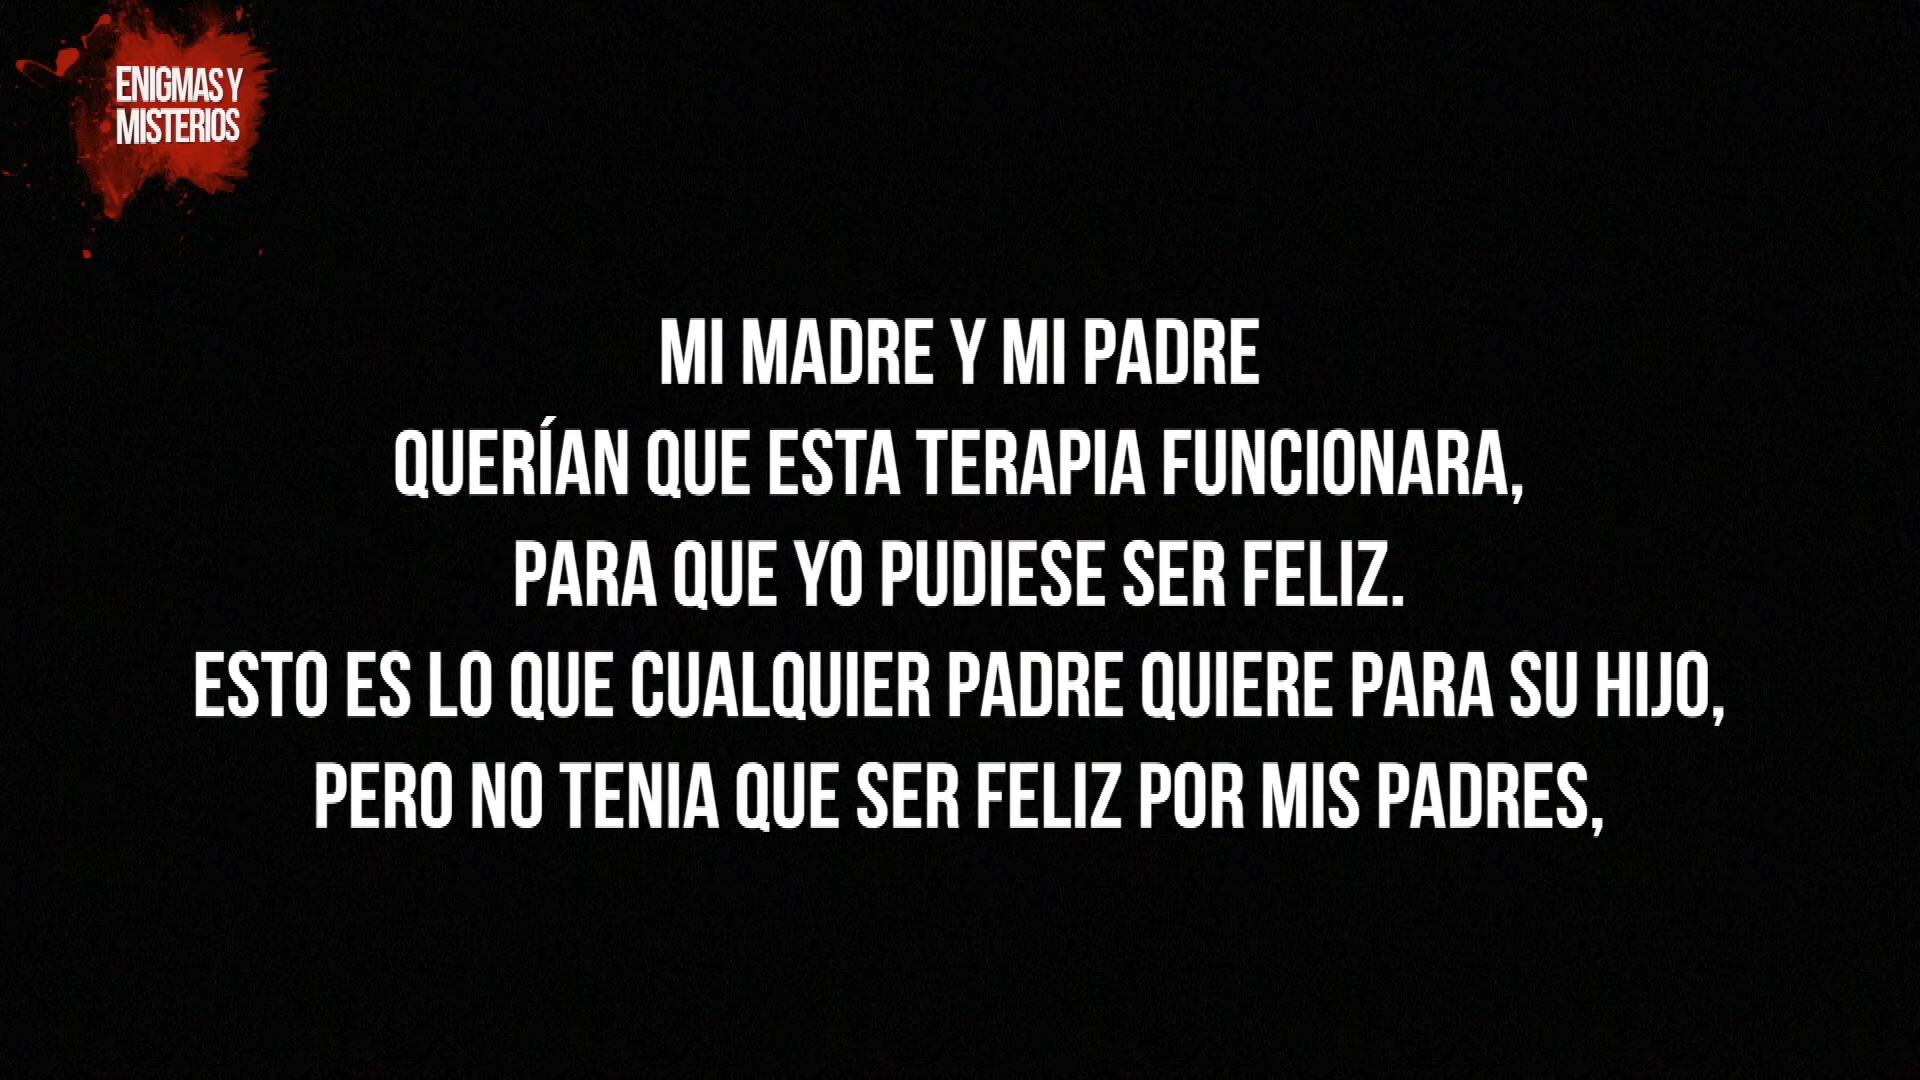 ENIGMAS Y
MISTERIOS
MI MADRE Y MI PADRE
QUERÍAN QUE ESTA TERAPIA FUNCIONARA,
PARA QUE YO PUDIESE SER FELIZ.
ESTO ES LO QUE CUALQUIER PADRE QUIERE PARA SU HIJO,
PERO NO TENIA QUE SER FELIZ POR MIS PADRES,